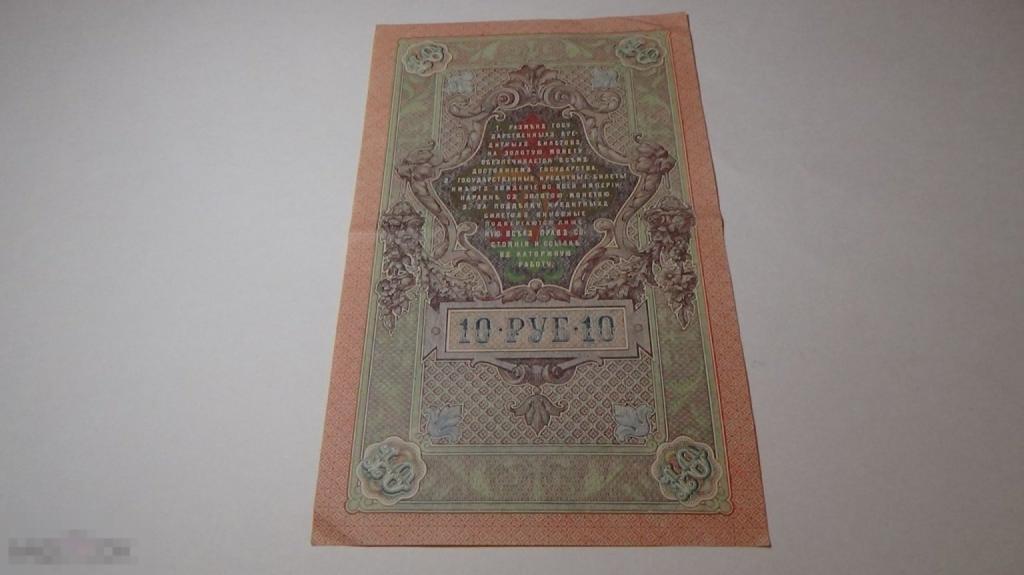 1. РАЗМѢНЪ ГОСУ-
ДАРСТВЕННЫХЪ КРЕ-
ДИТНЫХЪ БИЛЕТОВЪ
НА ЗОЛОТУЮ МОНЕТУ
ОБЕЗПЕЧИВАЕТСЯ ВСѢМЪ
ДОСТОЯНІЕМЪ ГОСУДАРСТВА.
ГОСУДАРСТВЕННЫЕ КРЕДИТНЫЕ БИЛЕТЫ
ИМѢЮТЪ ХОЖДЕНІЕ ВО ВСЕЙ ИМПЕРІИ
НАРАВНѢ СЪ ЗОЛОТОЮ МОНЕТОЮ.
3. ЗА ПОДДѢЛКУ КРЕДИТНЫХЪ
БИЛЕТОВЪ ВИНОВНЫЕ
ПОДВЕРГАЮТСЯ ЛИШЕ-
НІЮ ВСѢХЪ ПРАВЪ СО-
СТОЯНІЯ И ССЫЛКѢ
ВЪ КАТОРЖНУЮ
РАБОТУ.
10·РУБ·10